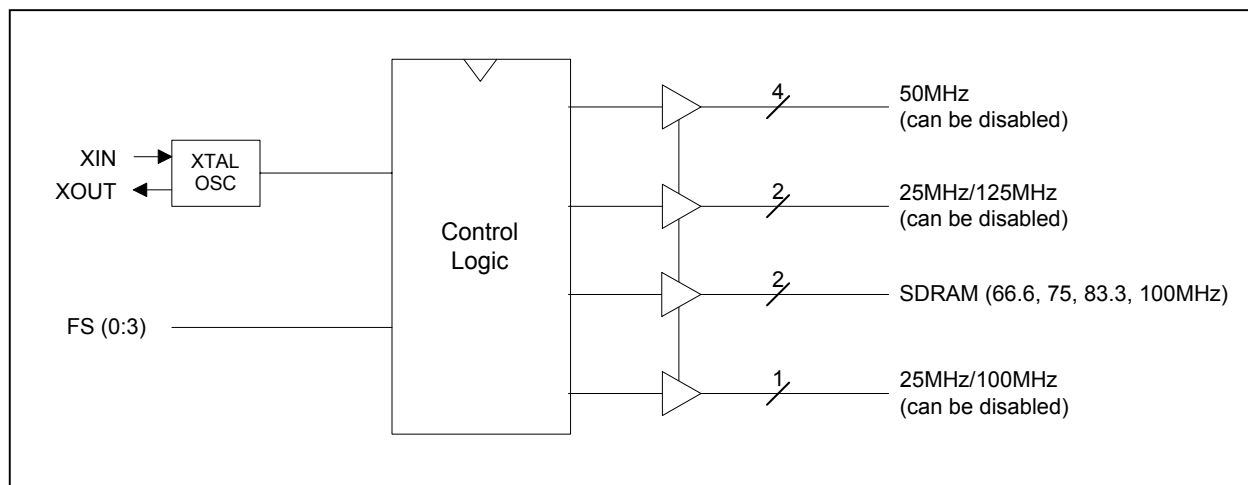 XIN
XOUT
XTAL
OSC
FS (0:3)
Control
Logic
4
50MHz
(can be disabled)
2
25MHz/125MHz
(can be disabled)
2
SDRAM (66.6, 75, 83.3, 100MHz)
1
25MHz/100MHz
(can be disabled)